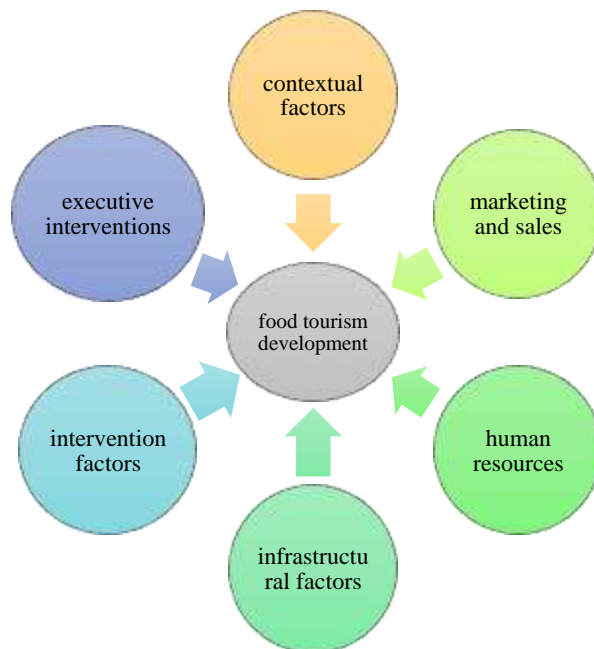 contextual
factors
executive
interventions
marketing
and sales
food tourism
development
intervention
factors
human
resources
infrastructu
ral factors